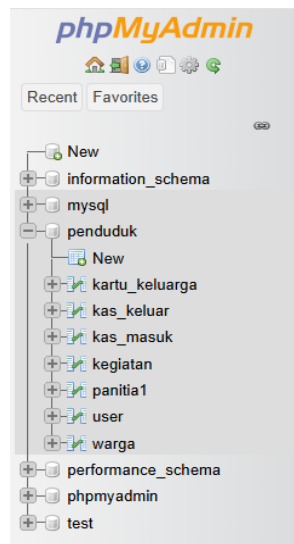 phpMyAdmin
Recent Favorites
New
information_schema
mysql
penduduk
New
kartu_keluarga
kas_keluar
kas_masuk
kegiatan
panitia1
user
warga
performance_schema
phpmyadmin
test